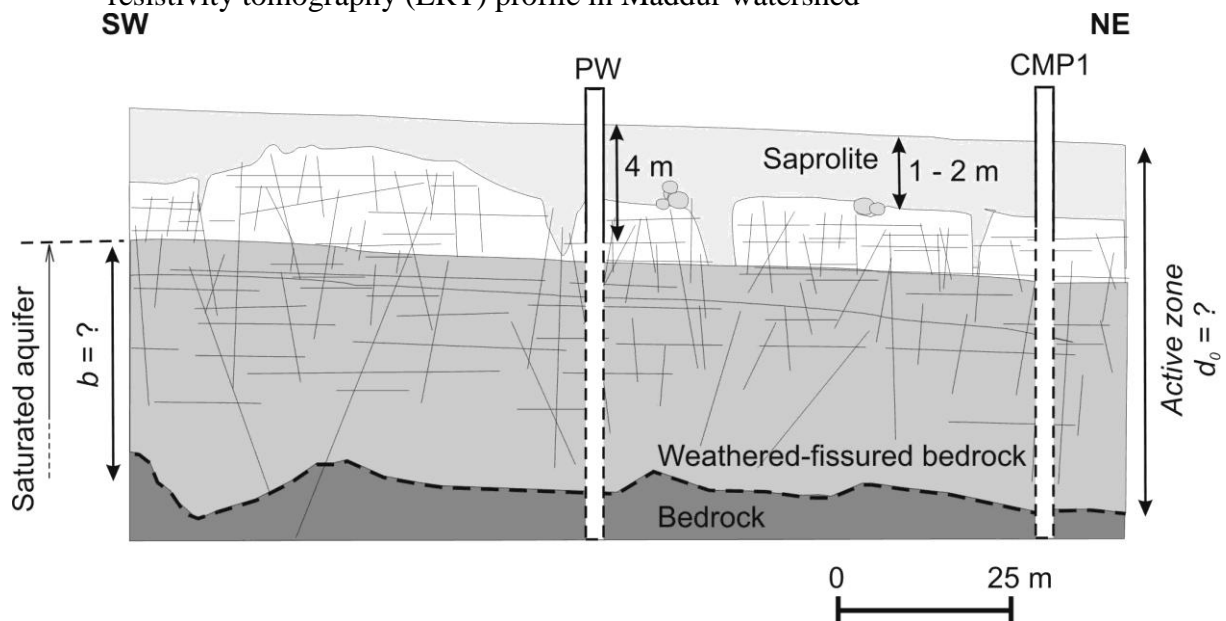 resistivity tomography (ERT) profile in Maddur watershed
SW
NE
PW
CMP1
4 m
Saprolite
1 - 2 m
Saturated aquifer
b = ?
Active zone
d₀ = ?
Weathered-fissured bedrock
Bedrock
0
25 m